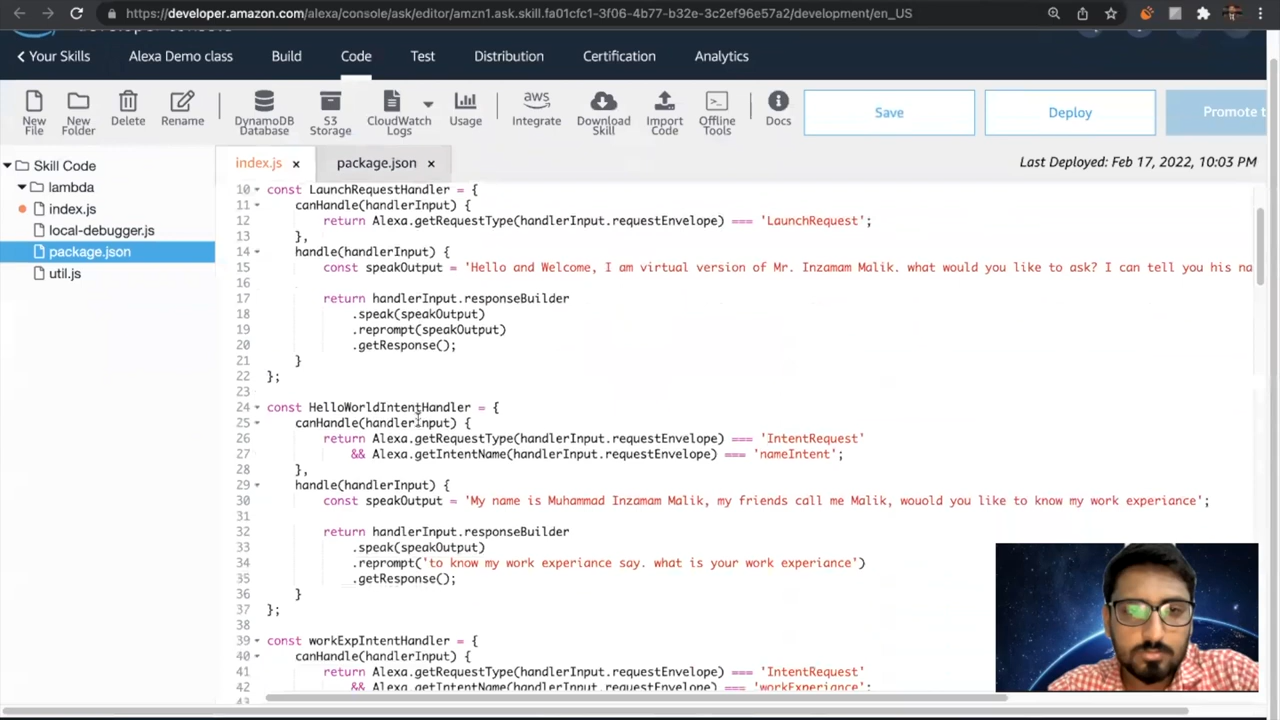 https://developer.amazon.com/alexa/console/ask/editor/amzn1.ask.skill.fa01cfc1-3f06-4b77-b32e-3c2ef96e57a2/development/en_US
Your Skills Alexa Demo class Build Code Test Distribution Certification Analytics
New File New Folder Delete Rename DynamoDB Database S3 Storage CloudWatch Logs Usage aws Integrate Download Skill Import Code Offline Tools Docs Save Deploy Promote t
Skill Code
lambda
index.js
local-debugger.js
package.json
util.js
index.js × package.json × Last Deployed: Feb 17, 2022, 10:03 PM
10 const LaunchRequestHandler = {
11 canHandle(handlerInput) {
12 return Alexa.getRequestType(handlerInput.requestEnvelope) === 'LaunchRequest';
13 },
14 handle(handlerInput) {
15 const speakOutput = 'Hello and Welcome, I am virtual version of Mr. Inzamam Malik. what would you like to ask? I can tell you his na
16
17 return handlerInput.responseBuilder
18 .speak(speakOutput)
19 .reprompt(speakOutput)
20 .getResponse();
21 }
22 };
23
24 const HelloWorldIntentHandler = {
25 canHandle(handlerInput) {
26 return Alexa.getRequestType(handlerInput.requestEnvelope) === 'IntentRequest'
27 && Alexa.getIntentName(handlerInput.requestEnvelope) === 'nameIntent';
28 },
29 handle(handlerInput) {
30 const speakOutput = 'My name is Muhammad Inzamam Malik, my friends call me Malik, wouold you like to know my work experiance';
31
32 return handlerInput.responseBuilder
33 .speak(speakOutput)
34 .reprompt('to know my work experiance say. what is your work experiance')
35 .getResponse();
36 }
37 };
38
39 const workExpIntentHandler = {
40 canHandle(handlerInput) {
41 return Alexa.getRequestType(handlerInput.requestEnvelope) === 'IntentRequest'
42 && Alexa.getIntentName(handlerInput.requestEnvelope) === 'workExperiance';